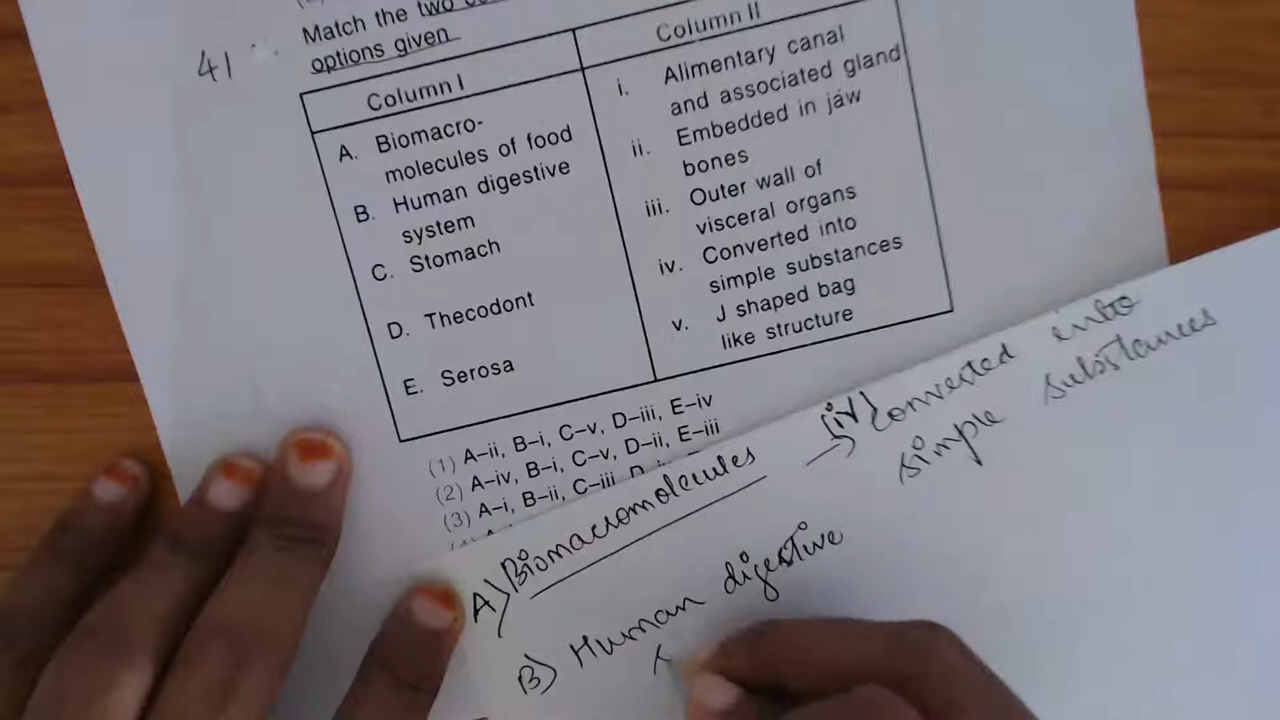 Match the two
options given
41
Column I
Column II
A. Biomacro-
molecules of food
B. Human digestive
system
C. Stomach
D. Thecodont
E. Serosa
i. Alimentary canal
and associated gland
ii. Embedded in jaw
bones
iii. Outer wall of
visceral organs
iv. Converted into
simple substances
v. J shaped bag
like structure
(1) A–ii, B–i, C–v, D–iii, E–iv
(2) A–iv, B–i, C–v, D–ii, E–iii
(3) A–i, B–ii, C–iii
A) Biomacromolecules → (iv) Converted into
simple substances
B) Human digestive